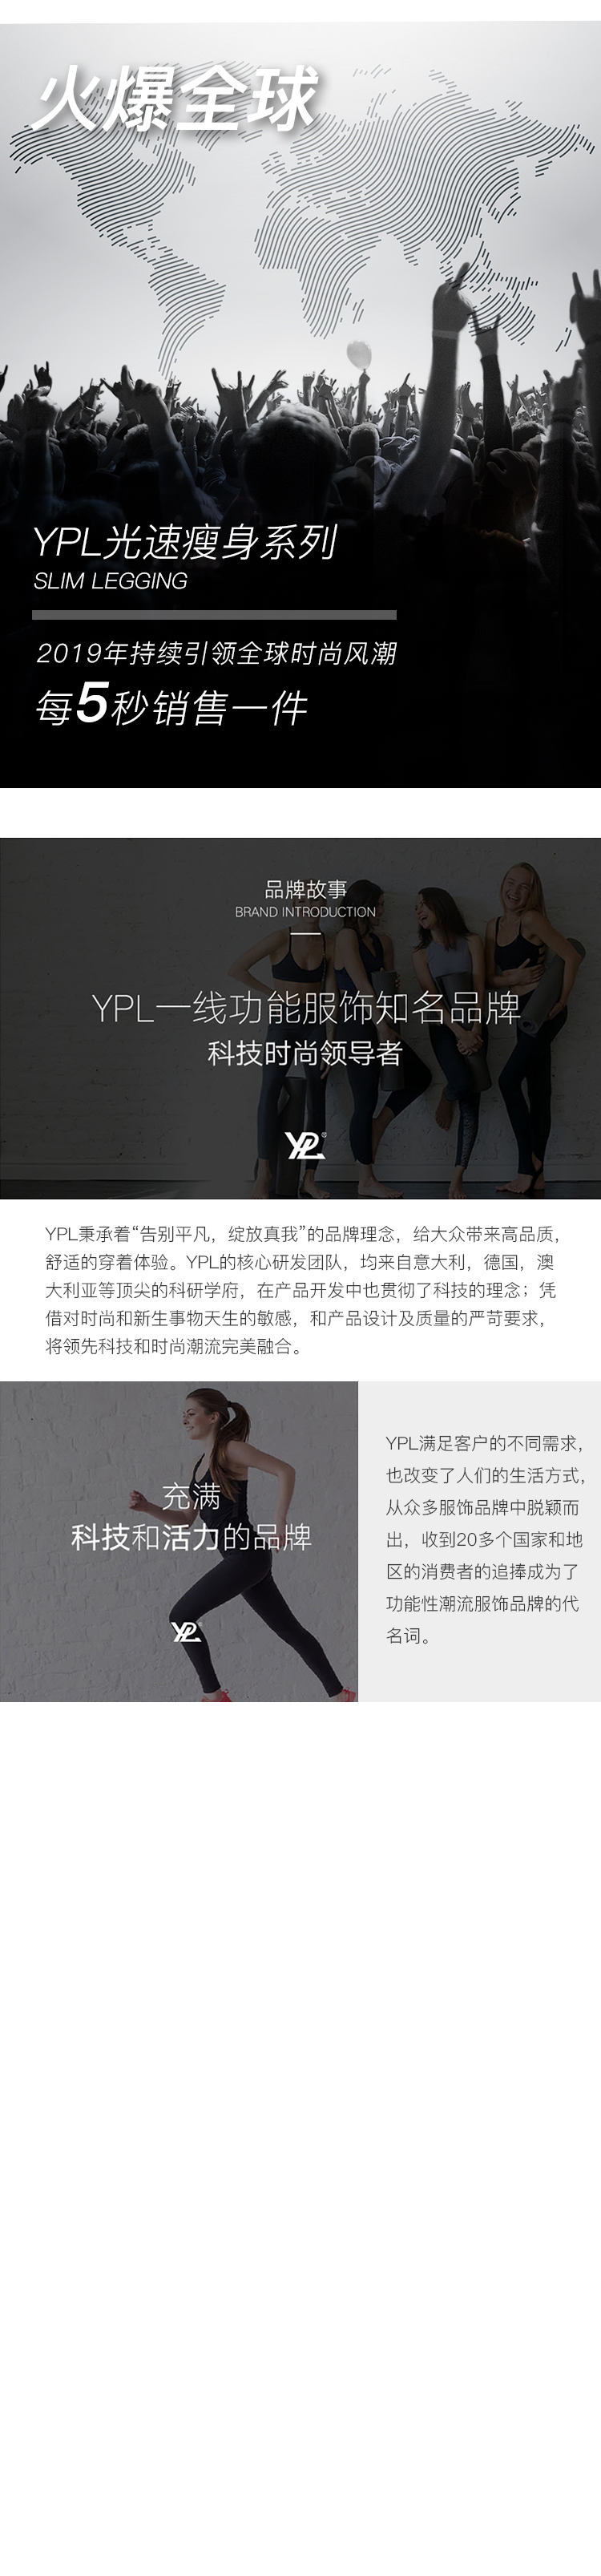 火爆全球
YPL光速瘦身系列
SLIM LEGGING
2019年持续引领全球时尚风潮
每5秒销售一件
品牌故事
BRAND INTRODUCTION
YPL一线功能服饰知名品牌
科技时尚领导者
YPL®
YPL秉承着“告别平凡，绽放真我”的品牌理念，给大众带来高品质，
舒适的穿着体验。YPL的核心研发团队，均来自意大利，德国，澳
大利亚等顶尖的科研学府，在产品开发中也贯彻了科技的理念；凭
借对时尚和新生事物天生的敏感，和产品设计及质量的严苛要求，
将领先科技和时尚潮流完美融合。
充满
科技和活力的品牌
YPL®
YPL满足客户的不同需求，
也改变了人们的生活方式，
从众多服饰品牌中脱颖而
出，收到20多个国家和地
区的消费者的追捧成为了
功能性潮流服饰品牌的代
名词。